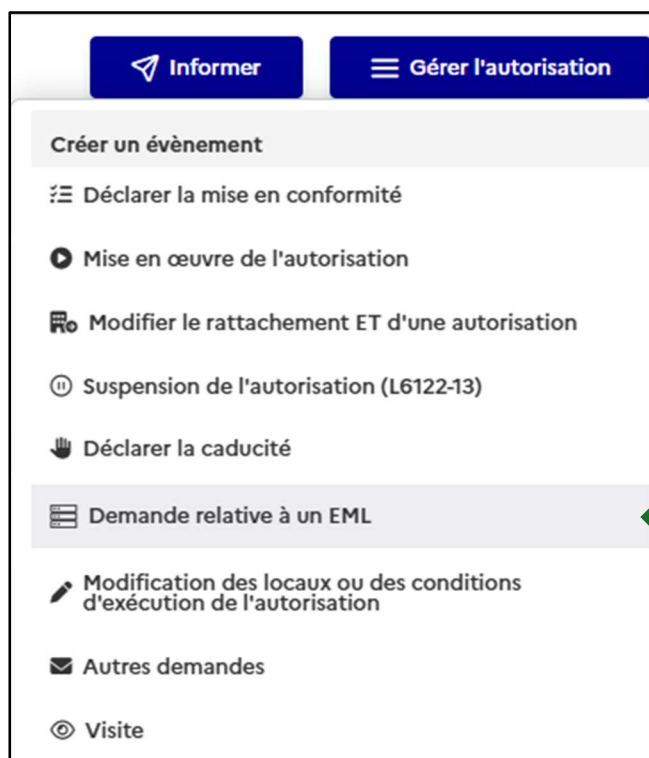 Informer
Gérer l'autorisation
Créer un évènement
Déclarer la mise en conformité
Mise en œuvre de l'autorisation
Modifier le rattachement ET d'une autorisation
Suspension de l'autorisation (L6122-13)
Déclarer la caducité
Demande relative à un EML
Modification des locaux ou des conditions
d'exécution de l'autorisation
Autres demandes
Visite